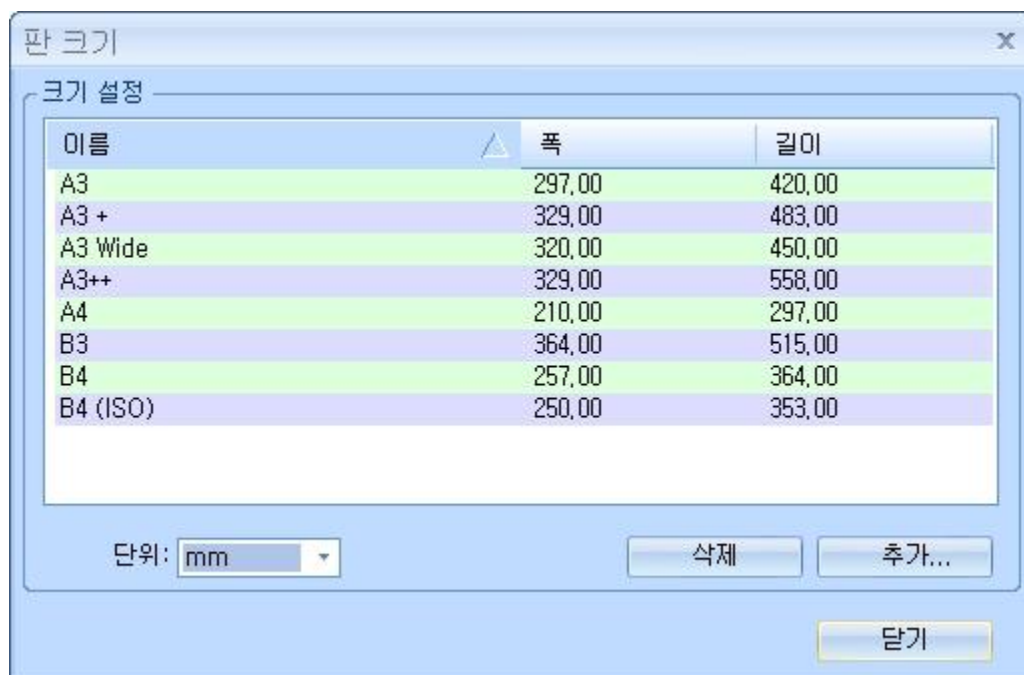 판 크기
크기 설정
이름 폭 길이
A3 297,00 420,00
A3 + 329,00 483,00
A3 Wide 320,00 450,00
A3++ 329,00 558,00
A4 210,00 297,00
B3 364,00 515,00
B4 257,00 364,00
B4 (ISO) 250,00 353,00
단위: mm 삭제 추가...
닫기